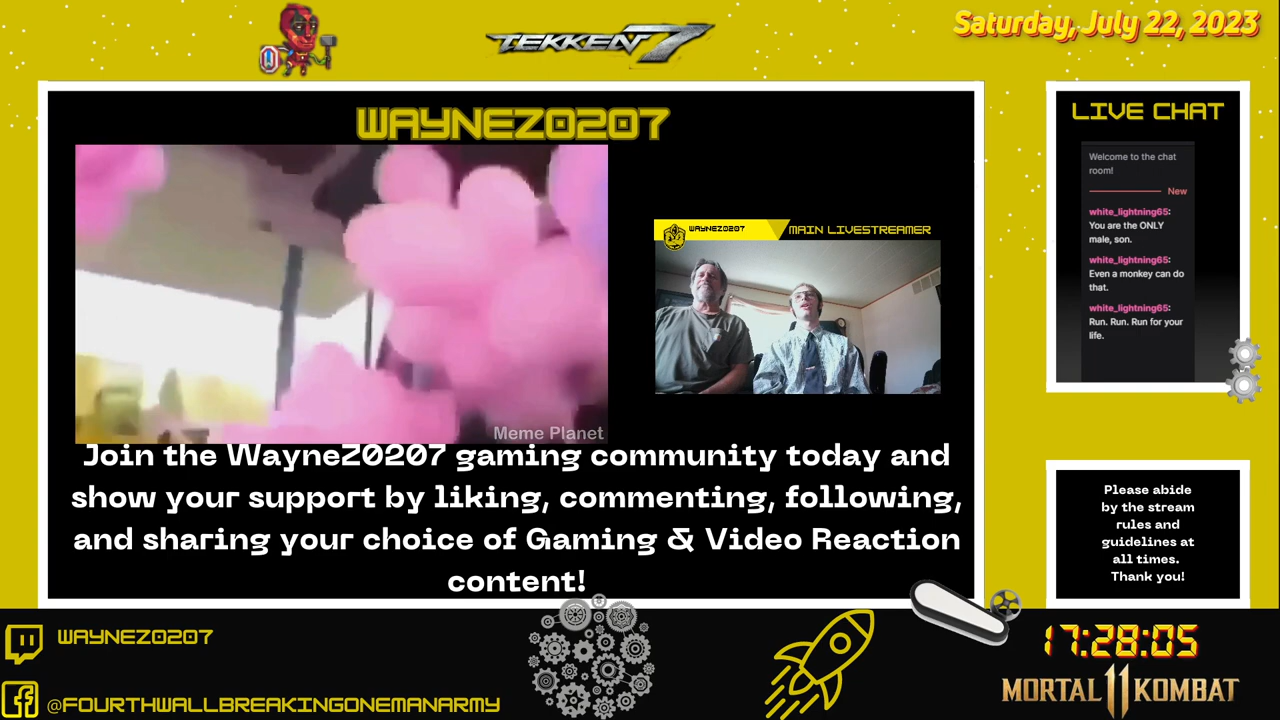 Saturday, July 22, 2023
TEKKEN 7
WAYNEZ0207
LIVE CHAT
Welcome to the chat
room!
New
white_lightning65:
You are the ONLY
male, son.
white_lightning65:
Even a monkey can do
that.
white_lightning65:
Run. Run. Run for your
life.
WAYNEZ0207
MAIN LIVESTREAMER
Meme Planet
Join the WayneZ0207 gaming community today and
show your support by liking, commenting, following,
and sharing your choice of Gaming & Video Reaction
content!
Please abide
by the stream
rules and
guidelines at
all times.
Thank you!
WAYNEZ0207
@FOURTHWALLBREAKINGONEMANARMY
17:28:05
MORTAL 11 KOMBAT